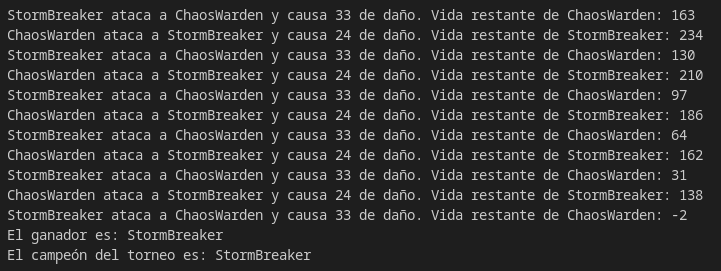 StormBreaker ataca a ChaosWarden y causa 33 de daño. Vida restante de ChaosWarden: 163
ChaosWarden ataca a StormBreaker y causa 24 de daño. Vida restante de StormBreaker: 234
StormBreaker ataca a ChaosWarden y causa 33 de daño. Vida restante de ChaosWarden: 130
ChaosWarden ataca a StormBreaker y causa 24 de daño. Vida restante de StormBreaker: 210
StormBreaker ataca a ChaosWarden y causa 33 de daño. Vida restante de ChaosWarden: 97
ChaosWarden ataca a StormBreaker y causa 24 de daño. Vida restante de StormBreaker: 186
StormBreaker ataca a ChaosWarden y causa 33 de daño. Vida restante de ChaosWarden: 64
ChaosWarden ataca a StormBreaker y causa 24 de daño. Vida restante de StormBreaker: 162
StormBreaker ataca a ChaosWarden y causa 33 de daño. Vida restante de ChaosWarden: 31
ChaosWarden ataca a StormBreaker y causa 24 de daño. Vida restante de StormBreaker: 138
StormBreaker ataca a ChaosWarden y causa 33 de daño. Vida restante de ChaosWarden: -2
El ganador es: StormBreaker
El campeón del torneo es: StormBreaker